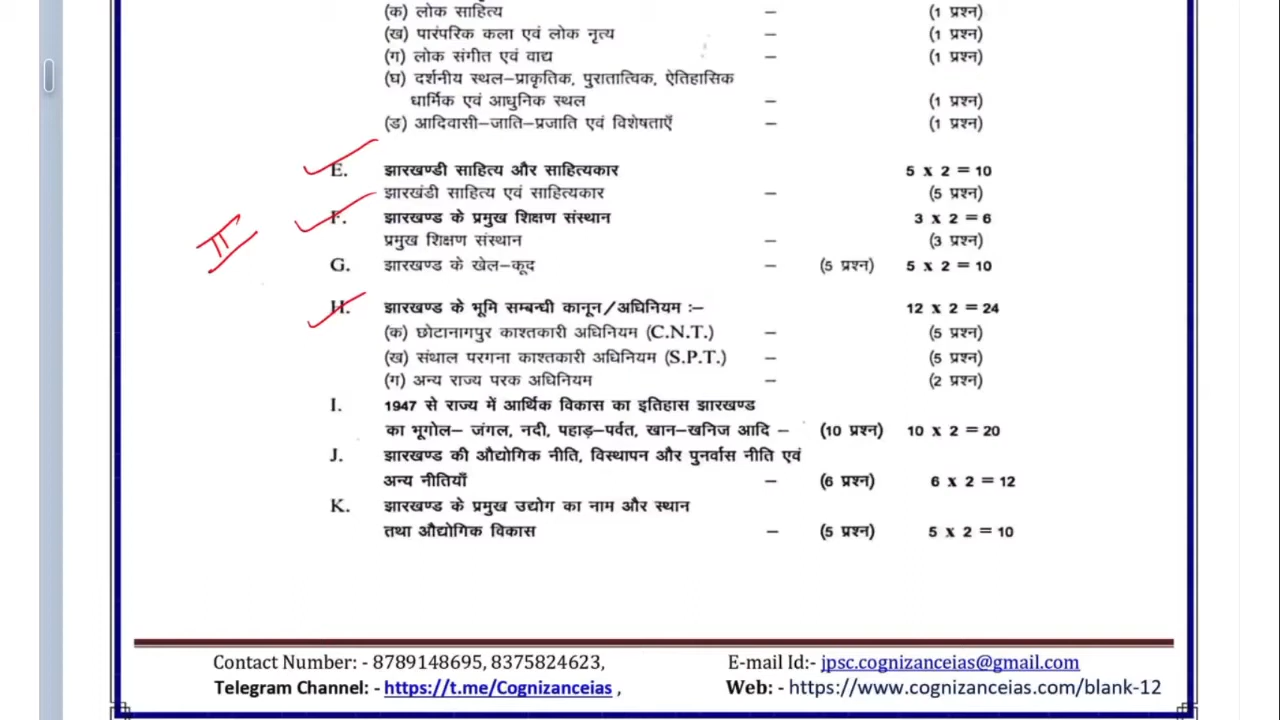 (क) लोक साहित्य – (1 प्रश्न)
(ख) पारंपरिक कला एवं लोक नृत्य – (1 प्रश्न)
(ग) लोक संगीत एवं वाद्य – (1 प्रश्न)
(घ) दर्शनीय स्थल–प्राकृतिक, पुरातात्विक, ऐतिहासिक
धार्मिक एवं आधुनिक स्थल – (1 प्रश्न)
(ड) आदिवासी–जाति–प्रजाति एवं विशेषताएँ – (1 प्रश्न)
E. झारखण्डी साहित्य और साहित्यकार 5 x 2 = 10
झारखंडी साहित्य एवं साहित्यकार – (5 प्रश्न)
F. झारखण्ड के प्रमुख शिक्षण संस्थान 3 x 2 = 6
प्रमुख शिक्षण संस्थान – (3 प्रश्न)
II
G. झारखण्ड के खेल–कूद – (5 प्रश्न) 5 x 2 = 10
H. झारखण्ड के भूमि सम्बन्धी कानून/अधिनियम :– 12 x 2 = 24
(क) छोटानागपुर काश्तकारी अधिनियम (C.N.T.) – (5 प्रश्न)
(ख) संथाल परगना काश्तकारी अधिनियम (S.P.T.) – (5 प्रश्न)
(ग) अन्य राज्य परक अधिनियम – (2 प्रश्न)
I. 1947 से राज्य में आर्थिक विकास का इतिहास झारखण्ड
का भूगोल– जंगल, नदी, पहाड़–पर्वत, खान–खनिज आदि – (10 प्रश्न) 10 x 2 = 20
J. झारखण्ड की औद्योगिक नीति, विस्थापन और पुनर्वास नीति एवं
अन्य नीतियाँ – (6 प्रश्न) 6 x 2 = 12
K. झारखण्ड के प्रमुख उद्योग का नाम और स्थान
तथा औद्योगिक विकास – (5 प्रश्न) 5 x 2 = 10
Contact Number: - 8789148695, 8375824623, E-mail Id:- jpsc.cognizanceias@gmail.com
Telegram Channel: - https://t.me/Cognizanceias , Web: - https://www.cognizanceias.com/blank-12